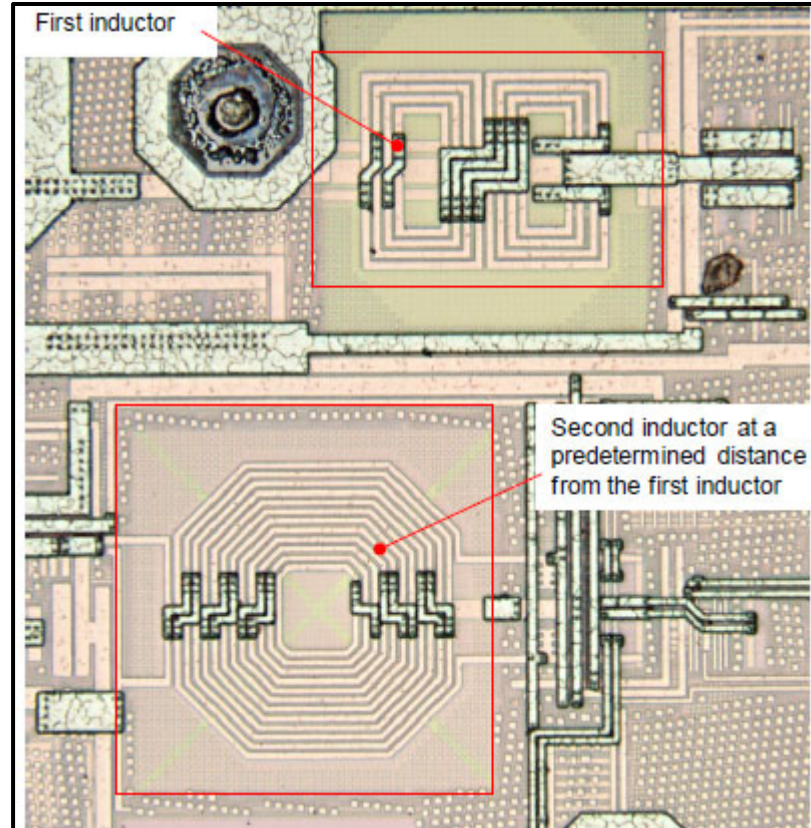 First inductor
Second inductor at a
predetermined distance
from the first inductor